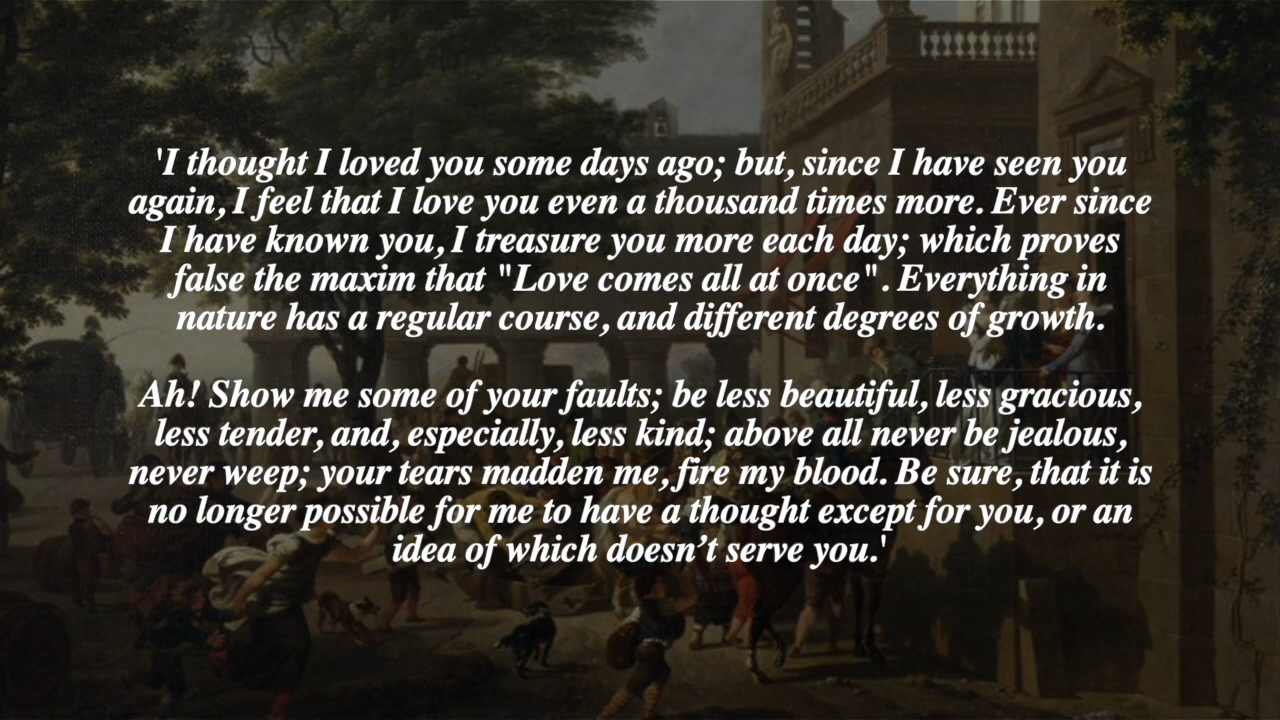 'I thought I loved you some days ago; but, since I have seen you
again, I feel that I love you even a thousand times more. Ever since
I have known you, I treasure you more each day; which proves
false the maxim that "Love comes all at once" . Everything in
nature has a regular course, and different degrees of growth.
Ah! Show me some of your faults; be less beautiful, less gracious,
less tender, and, especially, less kind; above all never be jealous,
never weep; your tears madden me, fire my blood. Be sure, that it is
no longer possible for me to have a thought except for you, or an
idea of which doesn’t serve you.'